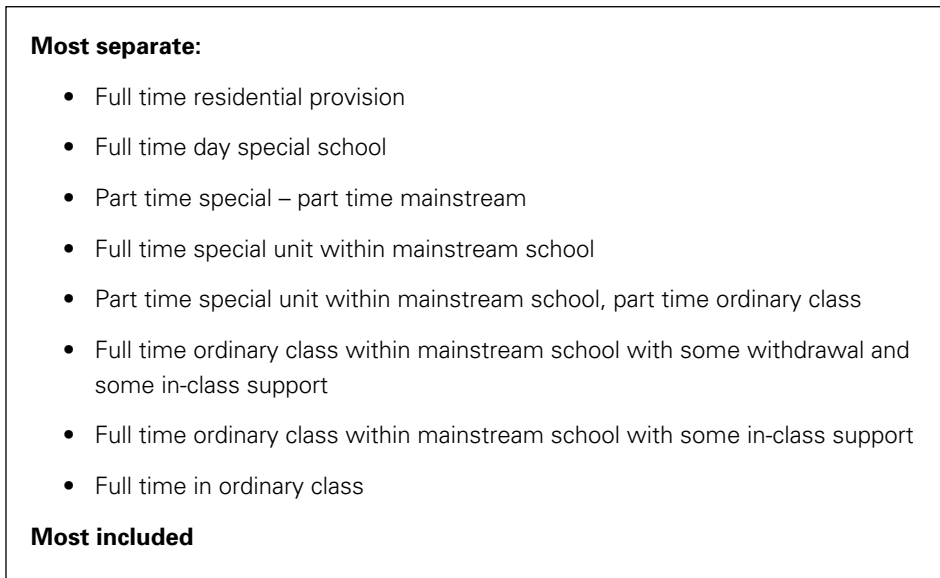 Most separate:
• Full time residential provision
• Full time day special school
• Part time special – part time mainstream
• Full time special unit within mainstream school
• Part time special unit within mainstream school, part time ordinary class
• Full time ordinary class within mainstream school with some withdrawal and
some in-class support
• Full time ordinary class within mainstream school with some in-class support
• Full time in ordinary class
Most included